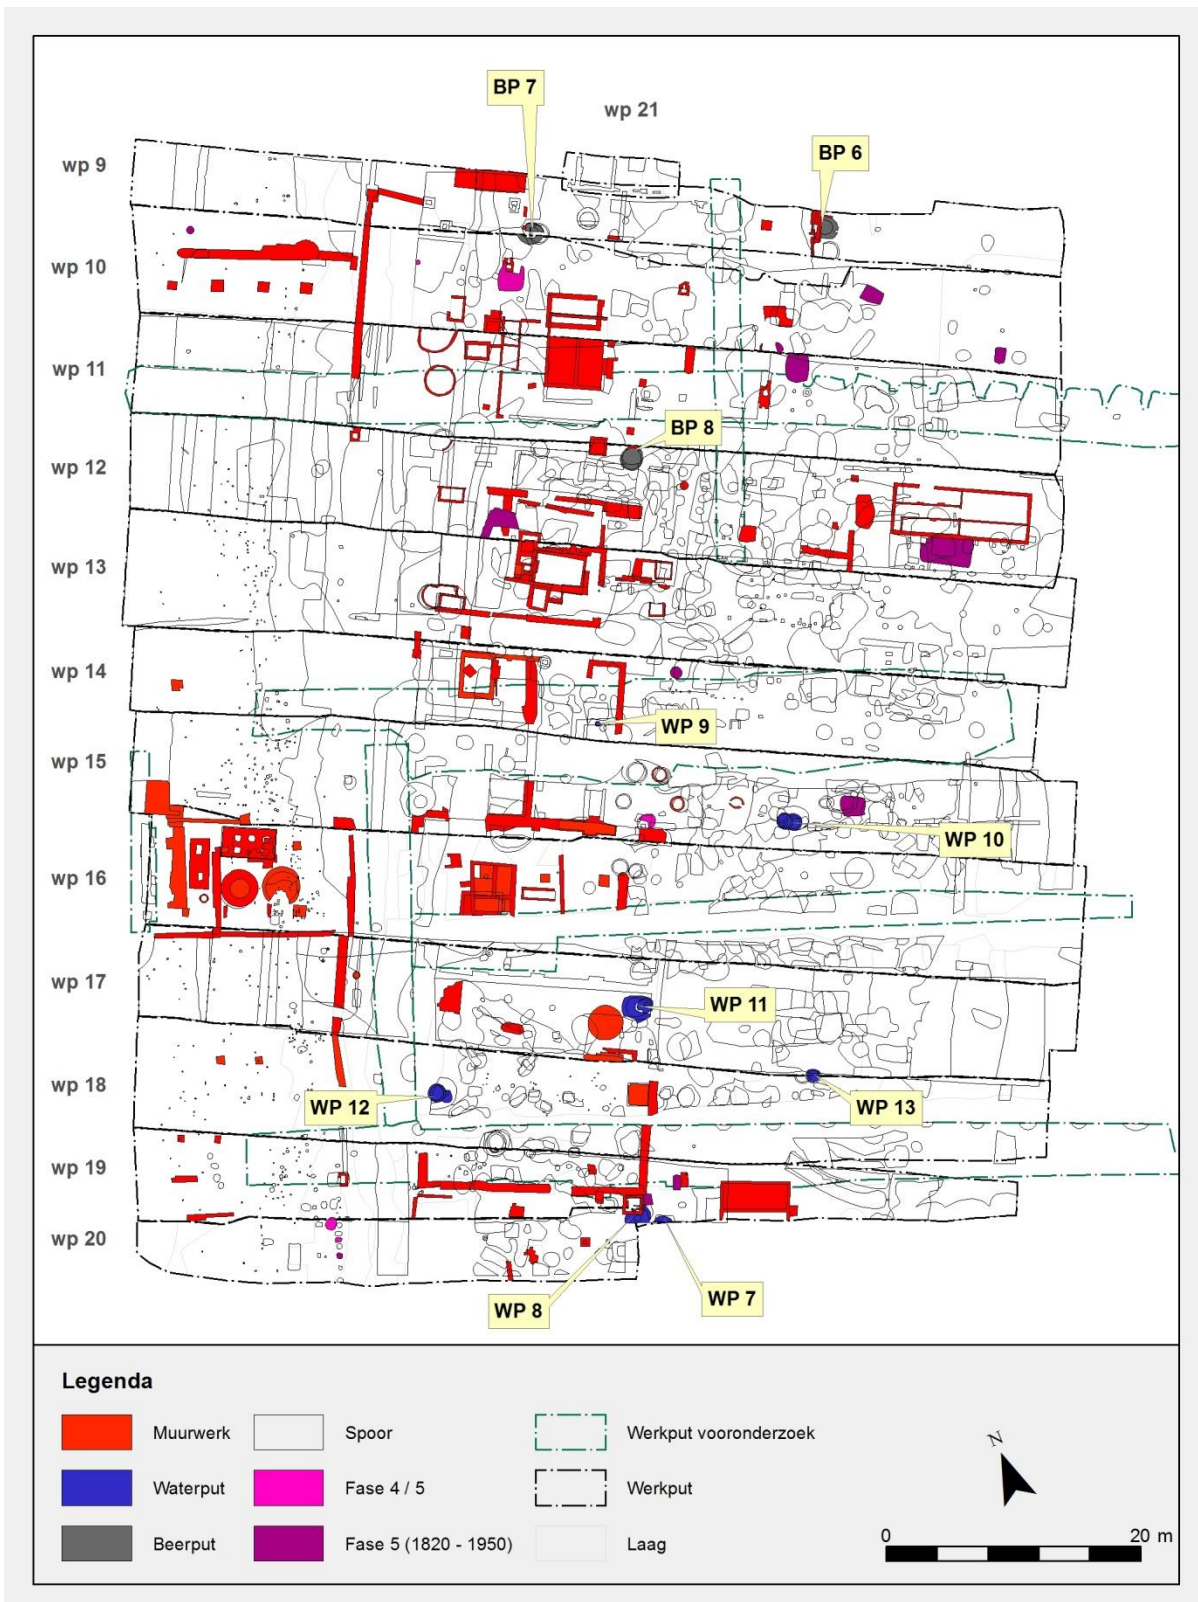 BP 7
wp 21
BP 6
wp 9
wp 10
wp 11
BP 8
wp 12
wp 13
wp 14
WP 9
wp 15
WP 10
wp 16
wp 17
WP 11
wp 18
WP 12
WP 13
wp 19
wp 20
WP 8
WP 7
Legenda
Muurwerk
Spoor
Werkput vooronderzoek
Waterput
Fase 4 / 5
Werkput
Beerput
Fase 5 (1820 - 1950)
Laag
N
0
20 m